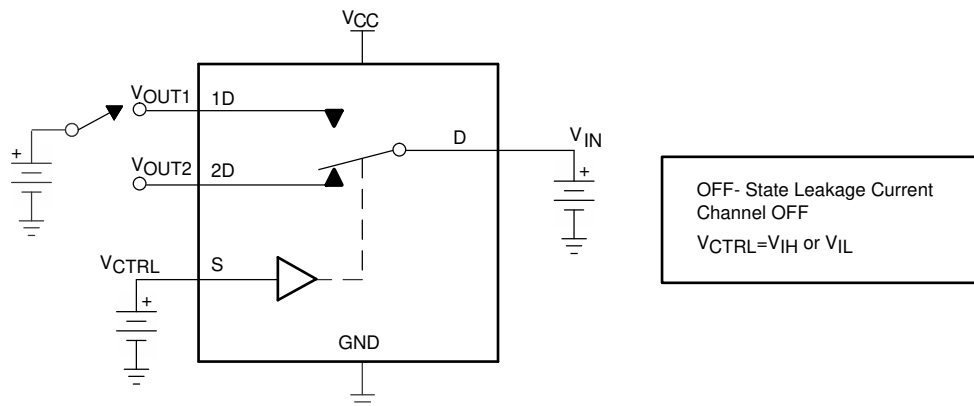 VCC
VOUT1 1D
+
VOUT2 2D
D
VIN
+
VCTRL S
+
GND
OFF- State Leakage Current
Channel OFF
VCTRL=VIH or VIL